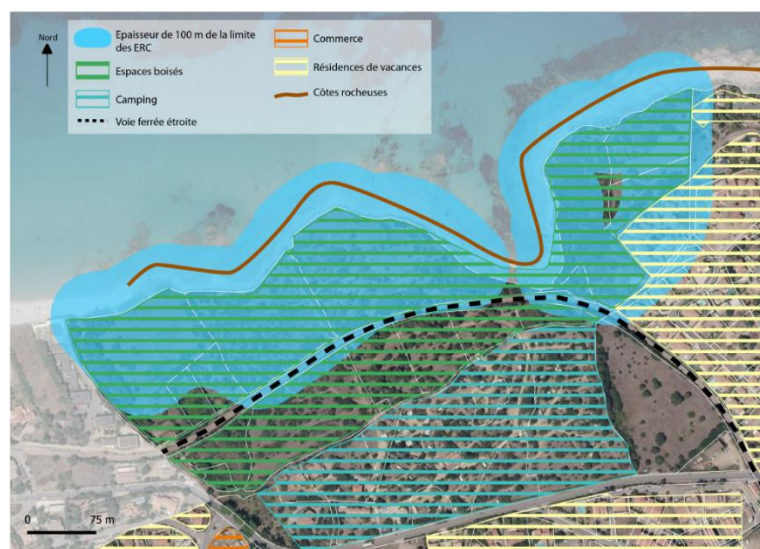 Nord
Epaisseur de 100 m de la limite
des ERC
Espaces boisés
Camping
Voie ferrée étroite
Commerce
Résidences de vacances
Côtes rocheuses
0 75 m